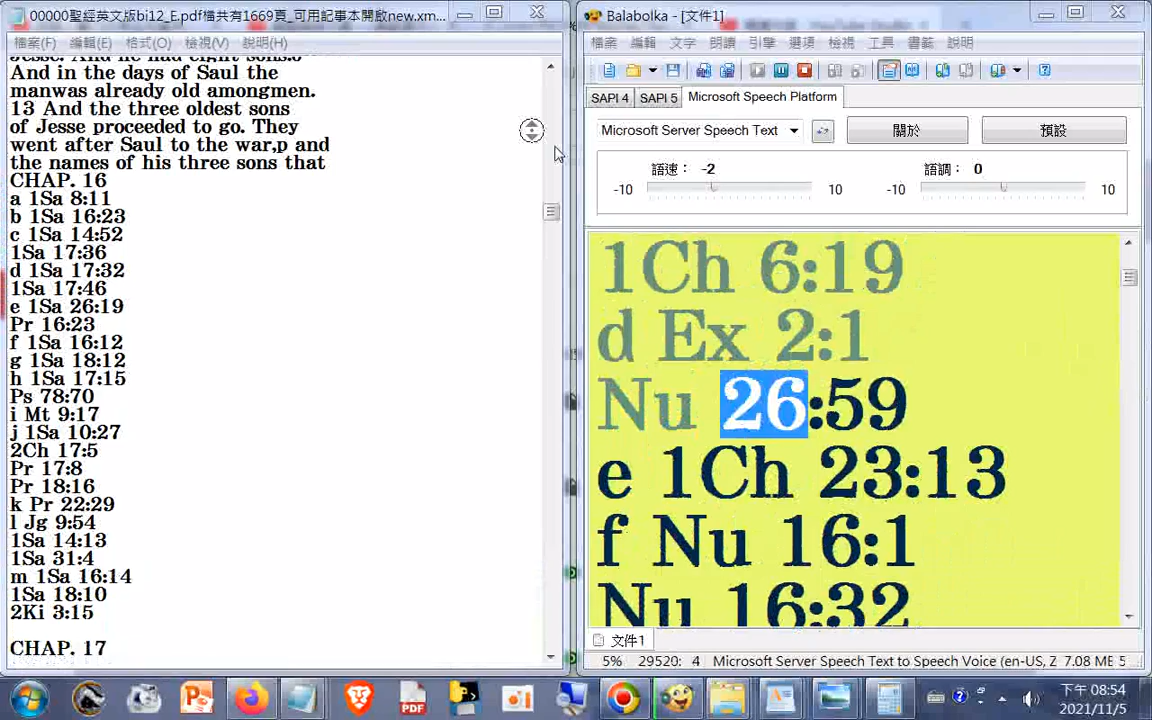 00000聖經英文版bi12_E.pdf檔共有1669頁_可用記事本開啟new.xm...
檔案(F) 編輯(E) 格式(O) 檢視(V) 說明(H)
Jesse. And he had eight sons.o
And in the days of Saul the
manwas already old amongmen.
13 And the three oldest sons
of Jesse proceeded to go. They
went after Saul to the war,p and
the names of his three sons that
CHAP. 16
a 1Sa 8:11
b 1Sa 16:23
c 1Sa 14:52
1Sa 17:36
d 1Sa 17:32
1Sa 17:46
e 1Sa 26:19
Pr 16:23
f 1Sa 16:12
g 1Sa 18:12
h 1Sa 17:15
Ps 78:70
i Mt 9:17
j 1Sa 10:27
2Ch 17:5
Pr 17:8
Pr 18:16
k Pr 22:29
l Jg 9:54
1Sa 14:13
1Sa 31:4
m 1Sa 16:14
1Sa 18:10
2Ki 3:15
CHAP. 17
Balabolka - [文件1]
檔案 編輯 文字 朗讀 引擎 選項 檢視 工具 書籤 說明
SAPI 4 SAPI 5 Microsoft Speech Platform
Microsoft Server Speech Text 關於 預設
語速： -2 語調： 0
-10 10 -10 10
1Ch 6:19
d Ex 2:1
Nu 26:59
e 1Ch 23:13
f Nu 16:1
Nu 16:32
文件1
5% 29520: 4 Microsoft Server Speech Text to Speech Voice (en-US, Z 7.08 MB 5
PDF
下午 08:54
2021/11/5